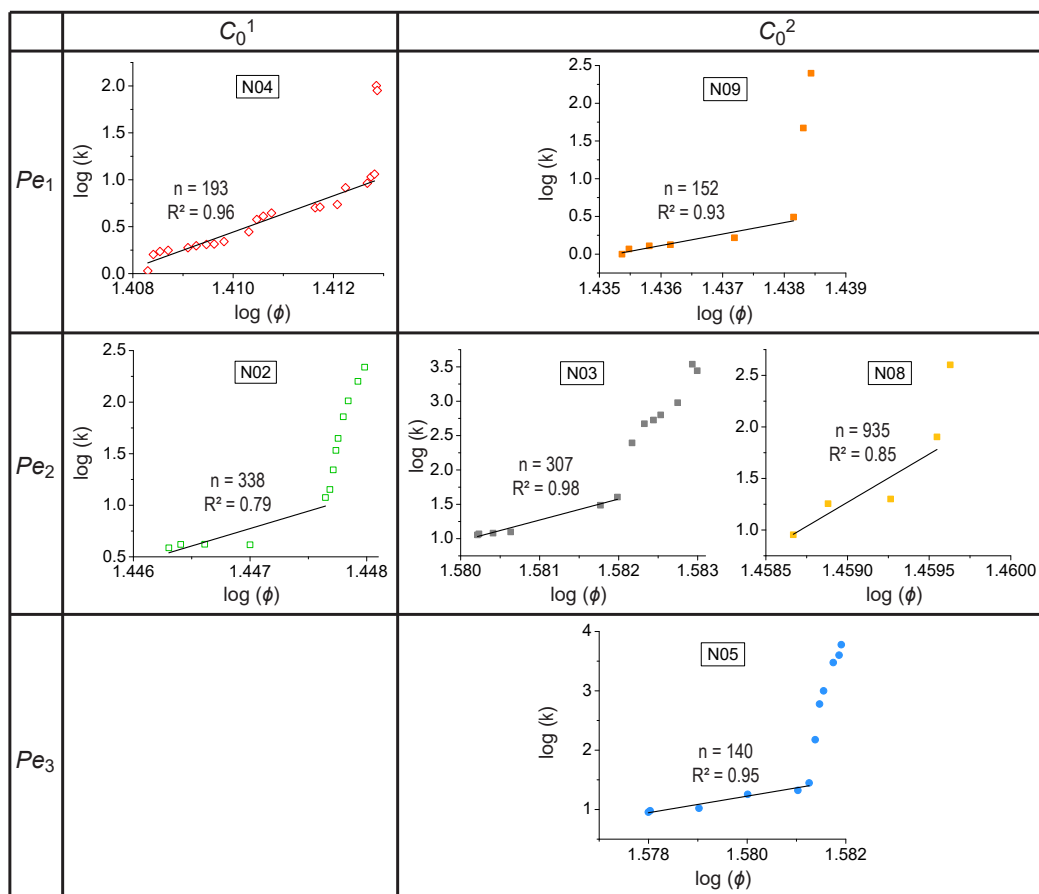 C₀¹ C₀²
Pe₁
N04
log (k)
2.0
1.5
1.0
0.5
0.0
n = 193
R² = 0.96
1.408 1.410 1.412
log (ϕ)
N09
log (k)
2.5
2.0
1.5
1.0
0.5
0.0
n = 152
R² = 0.93
1.435 1.436 1.437 1.438 1.439
log (ϕ)
Pe₂
N02
log (k)
2.5
2.0
1.5
1.0
0.5
n = 338
R² = 0.79
1.446 1.447 1.448
log (ϕ)
N03
log (k)
3.5
3.0
2.5
2.0
1.5
1.0
n = 307
R² = 0.98
1.580 1.581 1.582 1.583
log (ϕ)
N08
log (k)
2.5
2.0
1.5
1.0
n = 935
R² = 0.85
1.4585 1.4590 1.4595 1.4600
log (ϕ)
Pe₃
N05
log (k)
4
3
2
1
n = 140
R² = 0.95
1.578 1.580 1.582
log (ϕ)